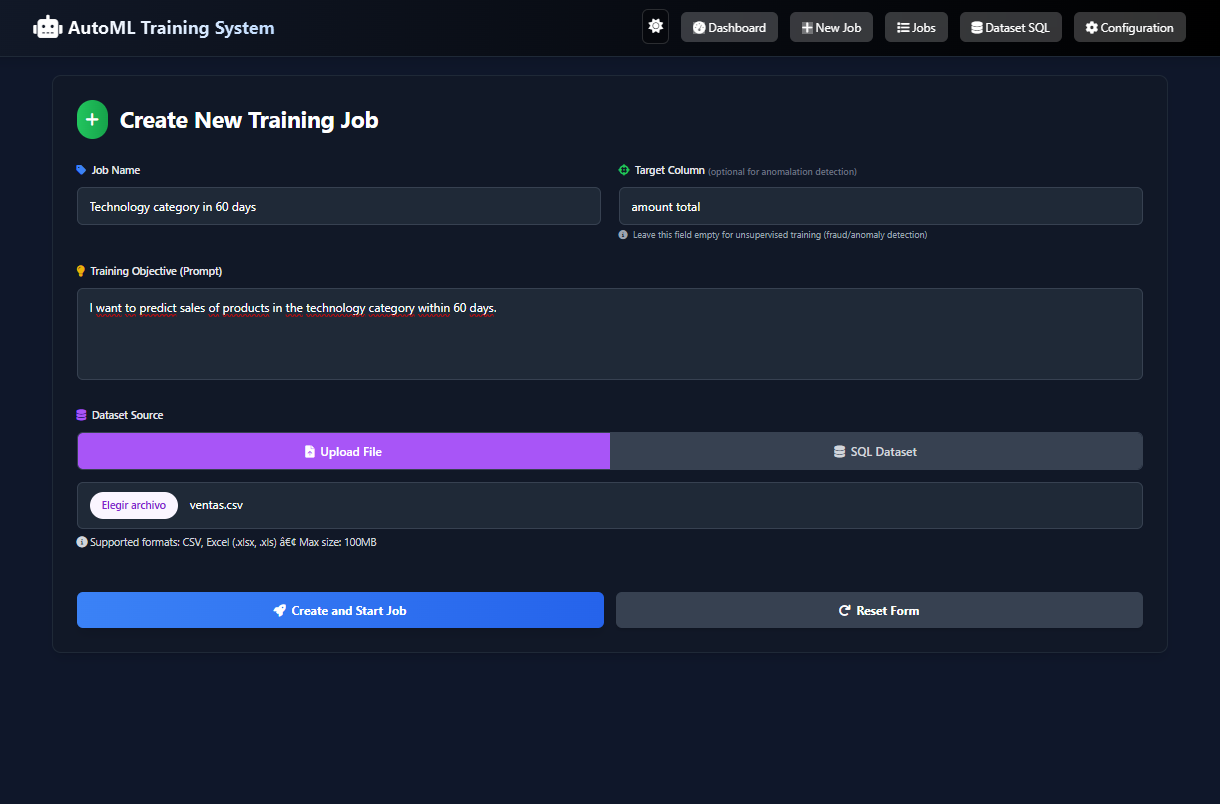 AutoML Training System
Dashboard
New Job
Jobs
Dataset SQL
Configuration
Create New Training Job
Job Name
Target Column (optional for anomalation detection)
Technology category in 60 days
amount total
Leave this field empty for unsupervised training (fraud/anomaly detection)
Training Objective (Prompt)
I want to predict sales of products in the technology category within 60 days.
Dataset Source
Upload File
SQL Dataset
Elegir archivo ventas.csv
Supported formats: CSV, Excel (.xlsx, .xls) â€¢ Max size: 100MB
Create and Start Job
Reset Form